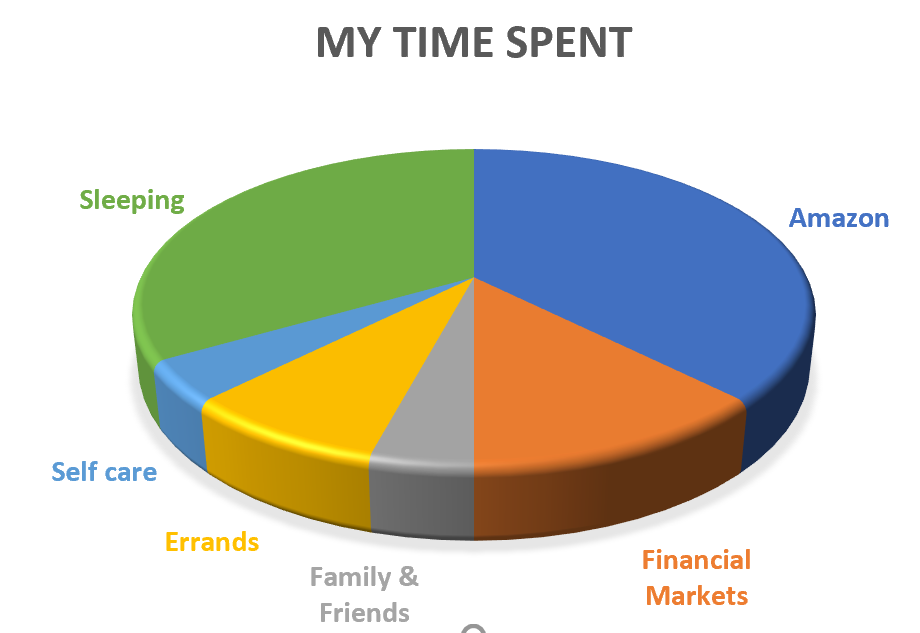 MY TIME SPENT
Sleeping
Amazon
Self care
Errands
Family &
Friends
Financial
Markets